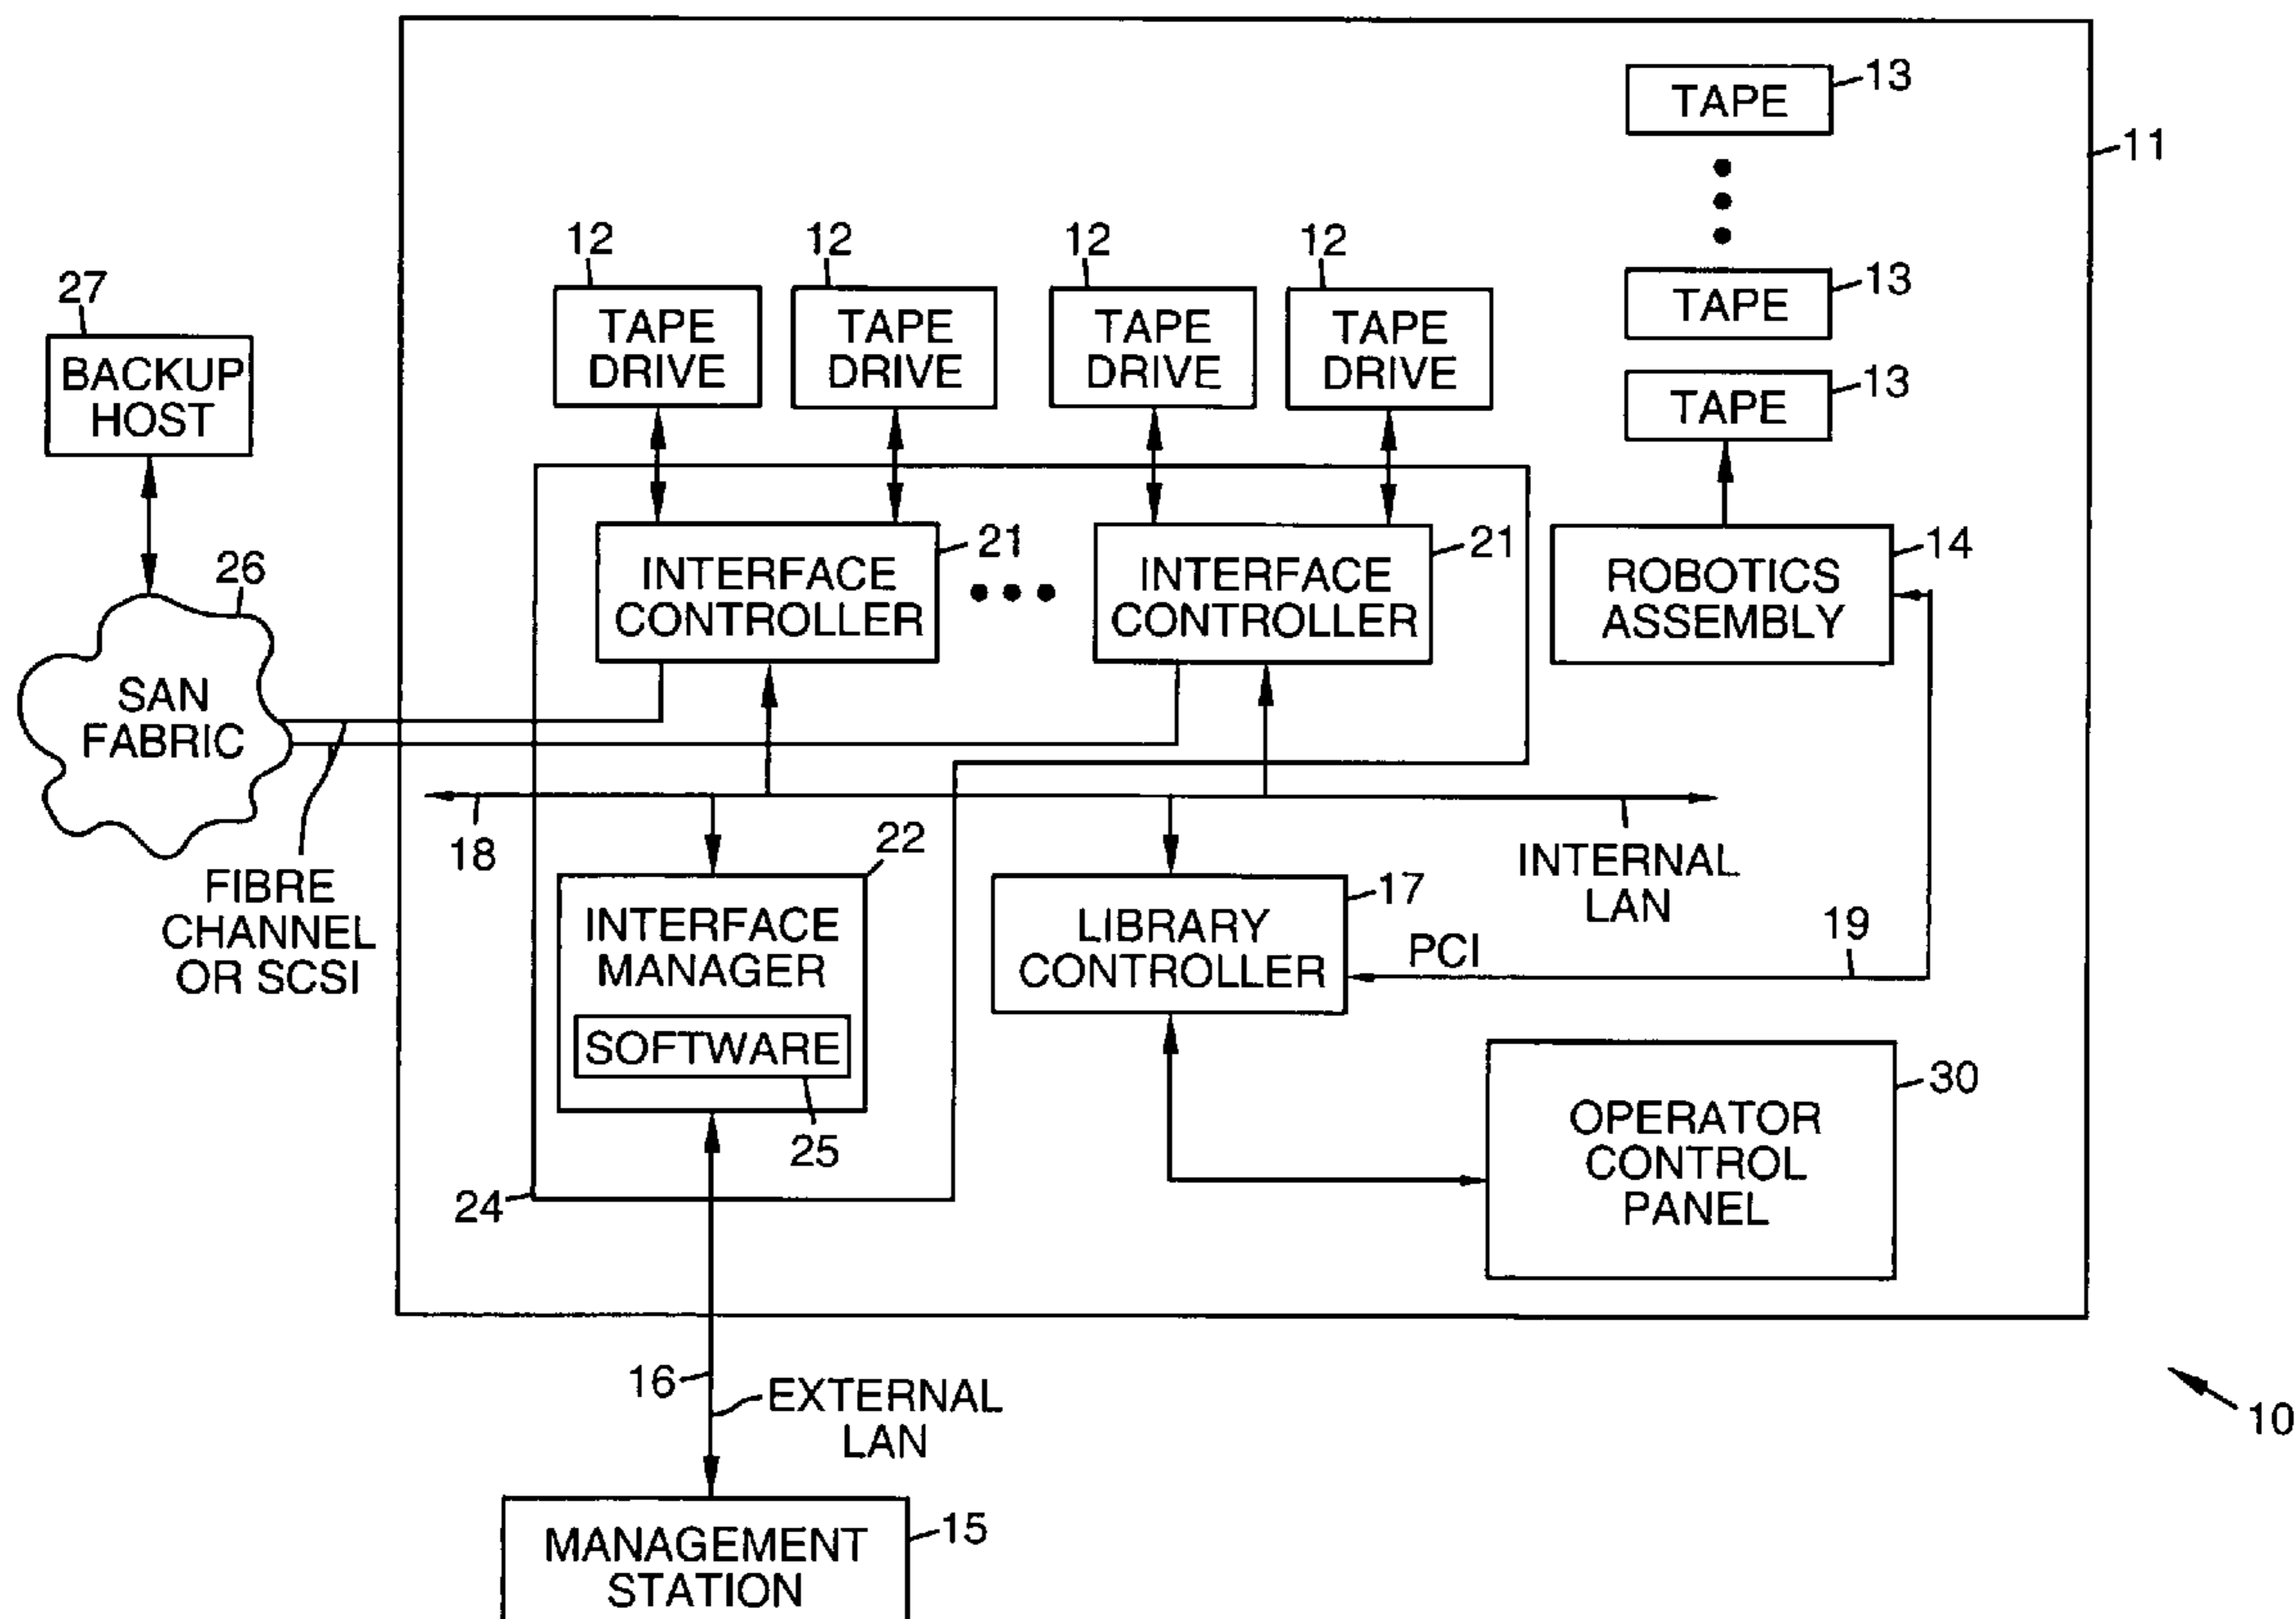 13
TAPE
11
13
TAPE
12
12
12
12
TAPE
DRIVE
TAPE
DRIVE
TAPE
DRIVE
TAPE
DRIVE
13
TAPE
27
BACKUP
HOST
21
INTERFACE
CONTROLLER
21
INTERFACE
CONTROLLER
14
ROBOTICS
ASSEMBLY
26
SAN
FABRIC
18
FIBRE
CHANNEL
OR SCSI
22
INTERFACE
MANAGER
SOFTWARE
25
24
17
LIBRARY
CONTROLLER
INTERNAL
LAN
PCI
19
30
OPERATOR
CONTROL
PANEL
16
EXTERNAL
LAN
10
15
MANAGEMENT
STATION